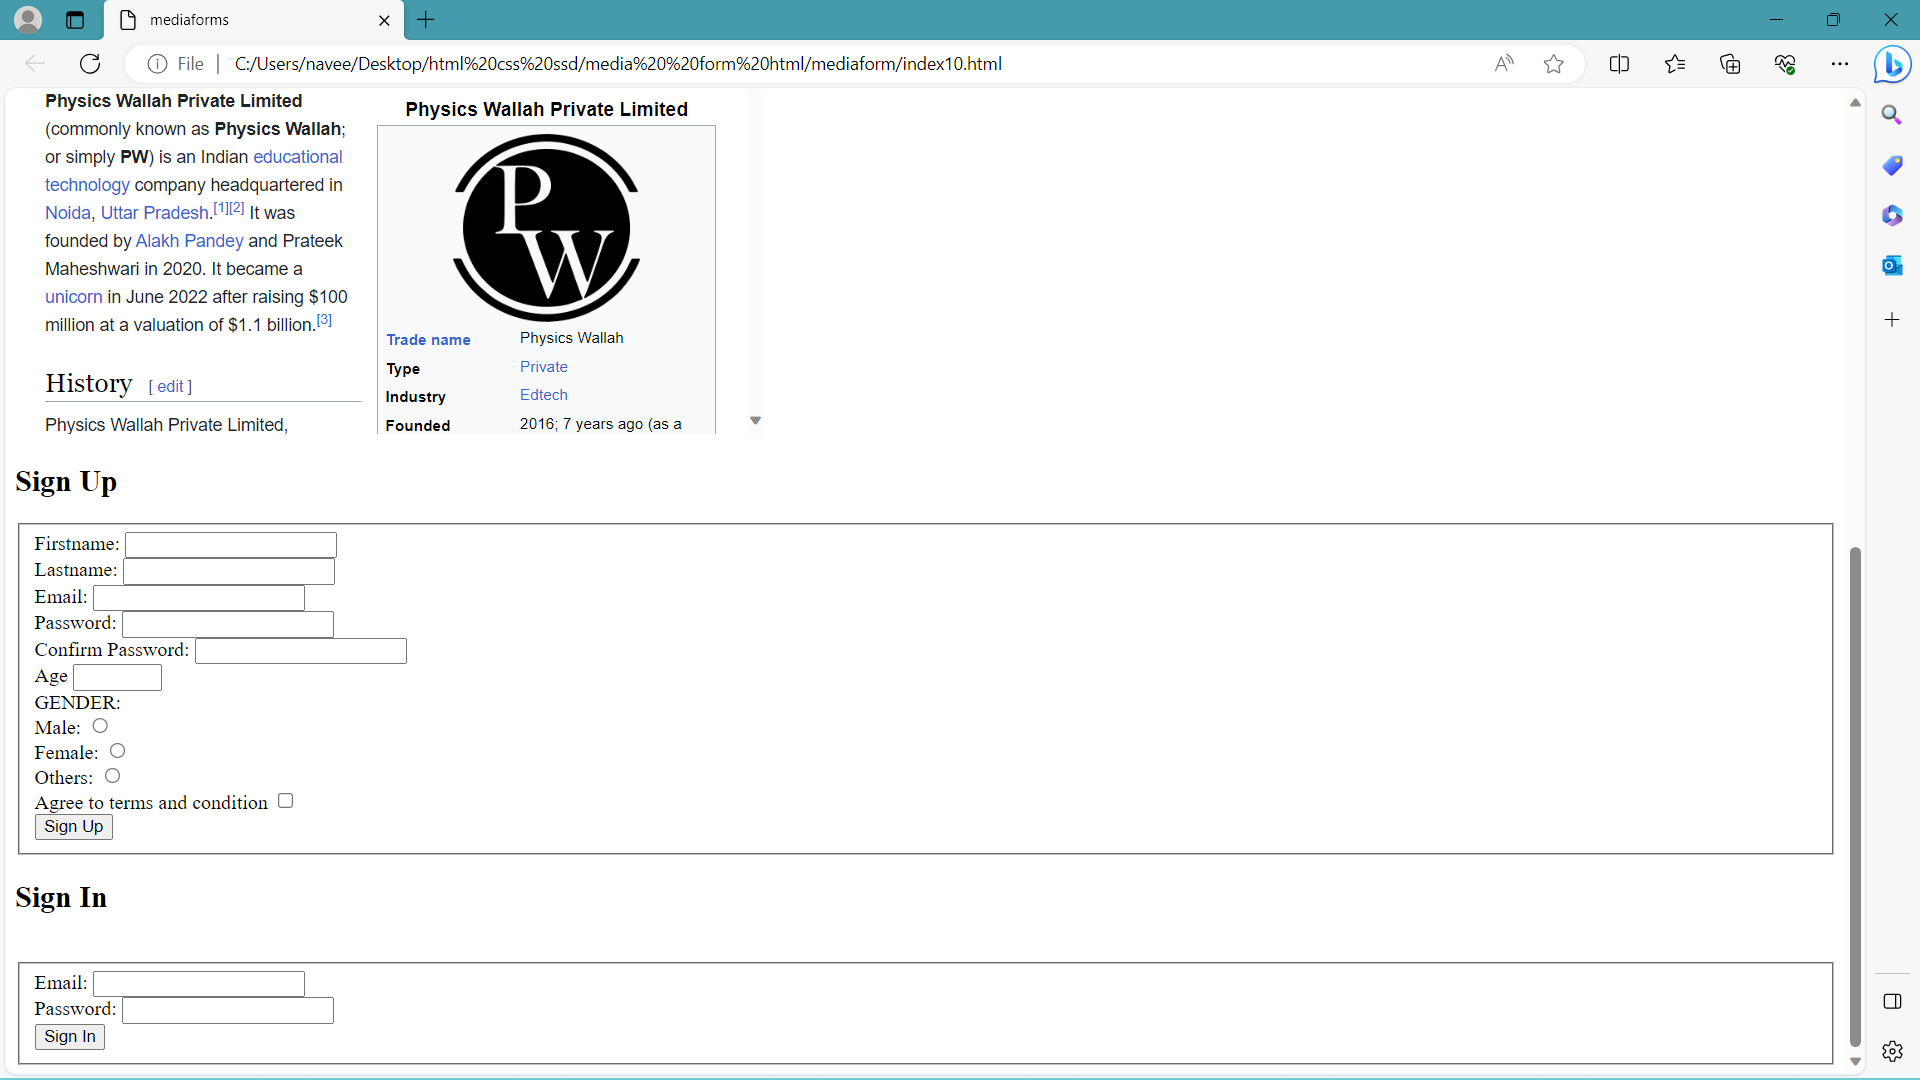 mediaforms
File
C:/Users/navee/Desktop/html%20css%20ssd/media%20%20form%20html/mediaform/index10.html
Physics Wallah Private Limited
(commonly known as Physics Wallah;
or simply PW) is an Indian educational
technology company headquartered in
Noida, Uttar Pradesh.[1][2] It was
founded by Alakh Pandey and Prateek
Maheshwari in 2020. It became a
unicorn in June 2022 after raising $100
million at a valuation of $1.1 billion.[3]
History [ edit ]
Physics Wallah Private Limited,
Physics Wallah Private Limited
P
W
Trade name Physics Wallah
Type Private
Industry Edtech
Founded 2016; 7 years ago (as a
Sign Up
Firstname:
Lastname:
Email:
Password:
Confirm Password:
Age
GENDER:
Male:
Female:
Others:
Agree to terms and condition
Sign Up
Sign In
Email:
Password:
Sign In